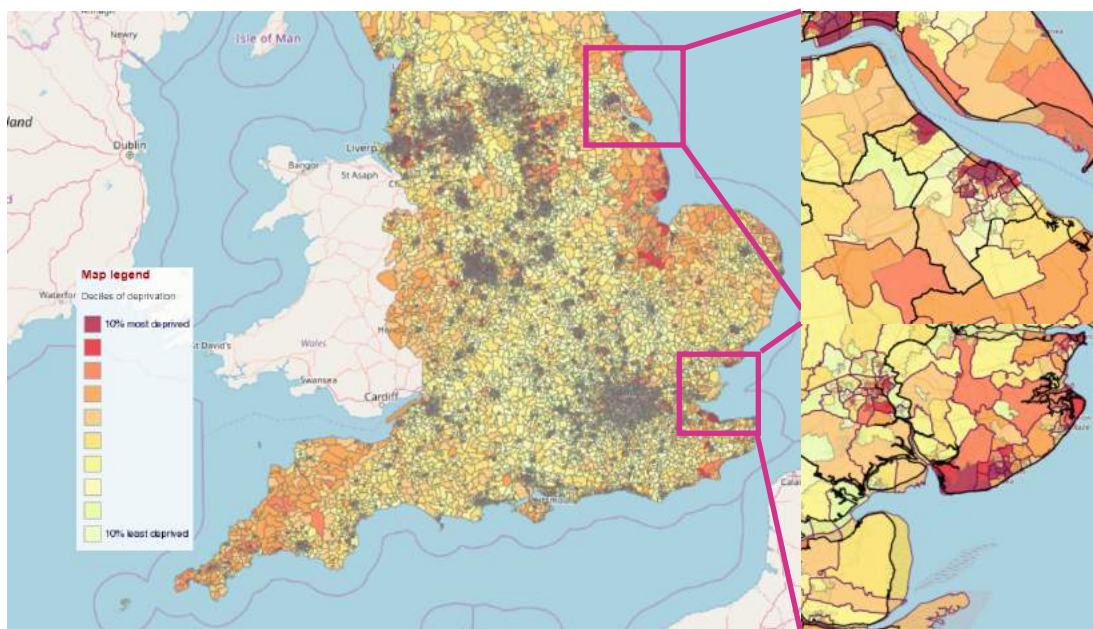 Newry
Isle of Man
Dublin
Liverp
Bangor
St Asaph
Map legend
Deciles of deprivation
10% most deprived
10% least deprived
Waterfor
St David's
Wales
Swansea
Cardiff
Calai